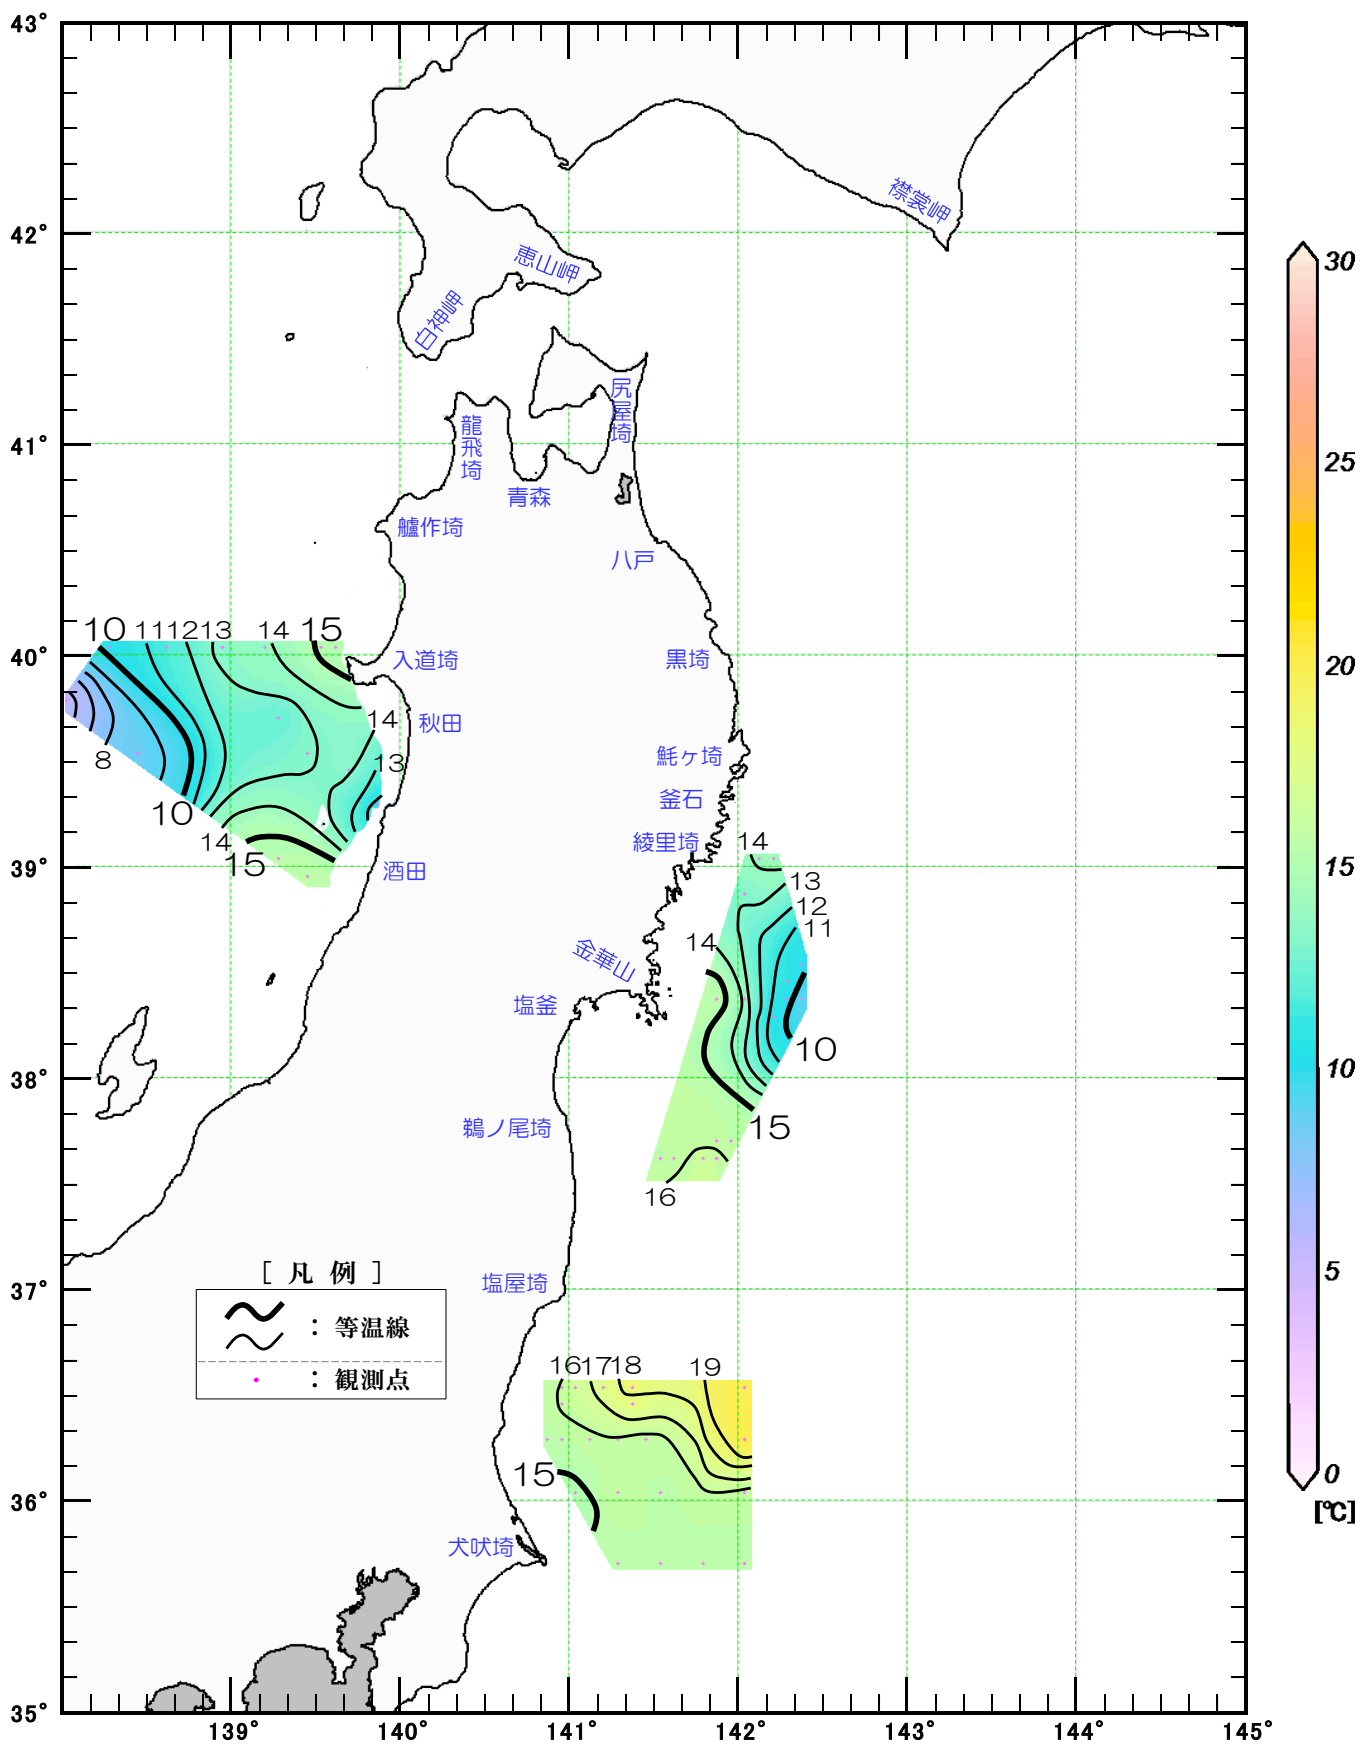 43°
襟裳岬
42°
恵山岬
30
白神岬
尻屋埼
龍飛埼
41°
25
青森
艫作埼
八戸
10 11 12 13 14 15
40°
入道埼
黒埼
20
14
秋田
8
13
魹ヶ埼
10
釜石
14
綾里埼
14
15
39°
酒田
15
13
12
11
14
金華山
塩釜
10
38°
10
鵜ノ尾埼
15
16
[ 凡 例 ]
5
37°
塩屋埼
: 等温線
16 17 18 19
: 観測点
15
0
36°
[℃]
犬吠埼
35°
139° 140° 141° 142° 143° 144° 145°